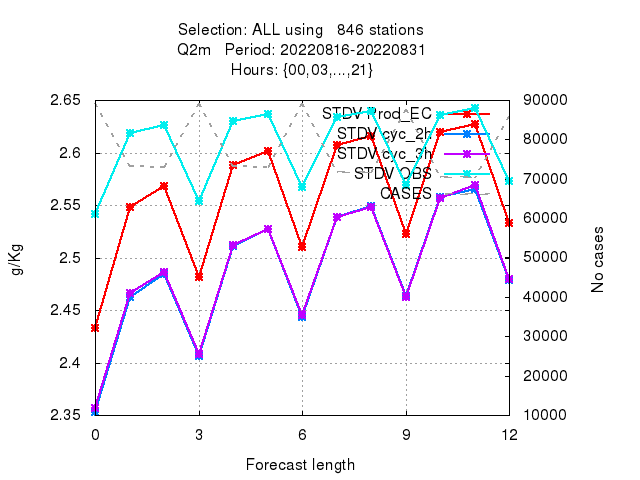 Selection: ALL using   846 stations
Q2m   Period: 20220816-20220831
Hours: {00,03,...,21}
2.65
2.6
2.55
2.5
2.45
2.4
2.35
90000
80000
70000
60000
50000
40000
30000
20000
10000
STDV Prod_EC
STDV cyc_2h
STDV cyc_3h
STDV OBS
CASES
g/Kg
No cases
0 3 6 9 12
Forecast length